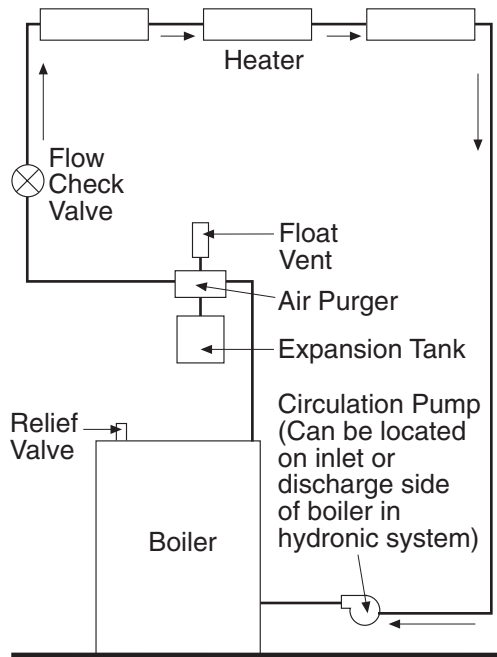 Heater
Flow
Check
Valve
Float
Vent
Air Purger
Expansion Tank
Relief
Valve
Circulation Pump
(Can be located
on inlet or
discharge side
of boiler in
hydronic system)
Boiler